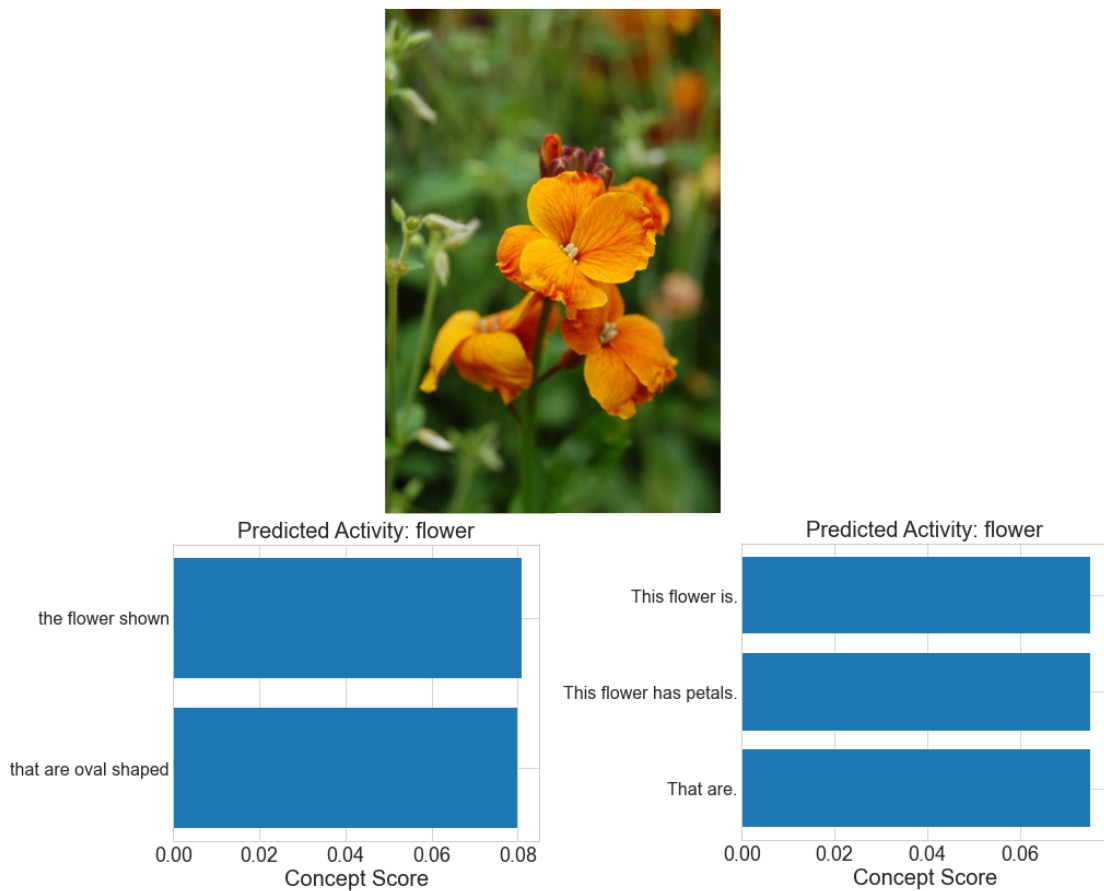 Predicted Activity: flower
the flower shown
that are oval shaped
0.00 0.02 0.04 0.06 0.08
Concept Score
Predicted Activity: flower
This flower is.
This flower has petals.
That are.
0.00 0.02 0.04 0.06
Concept Score